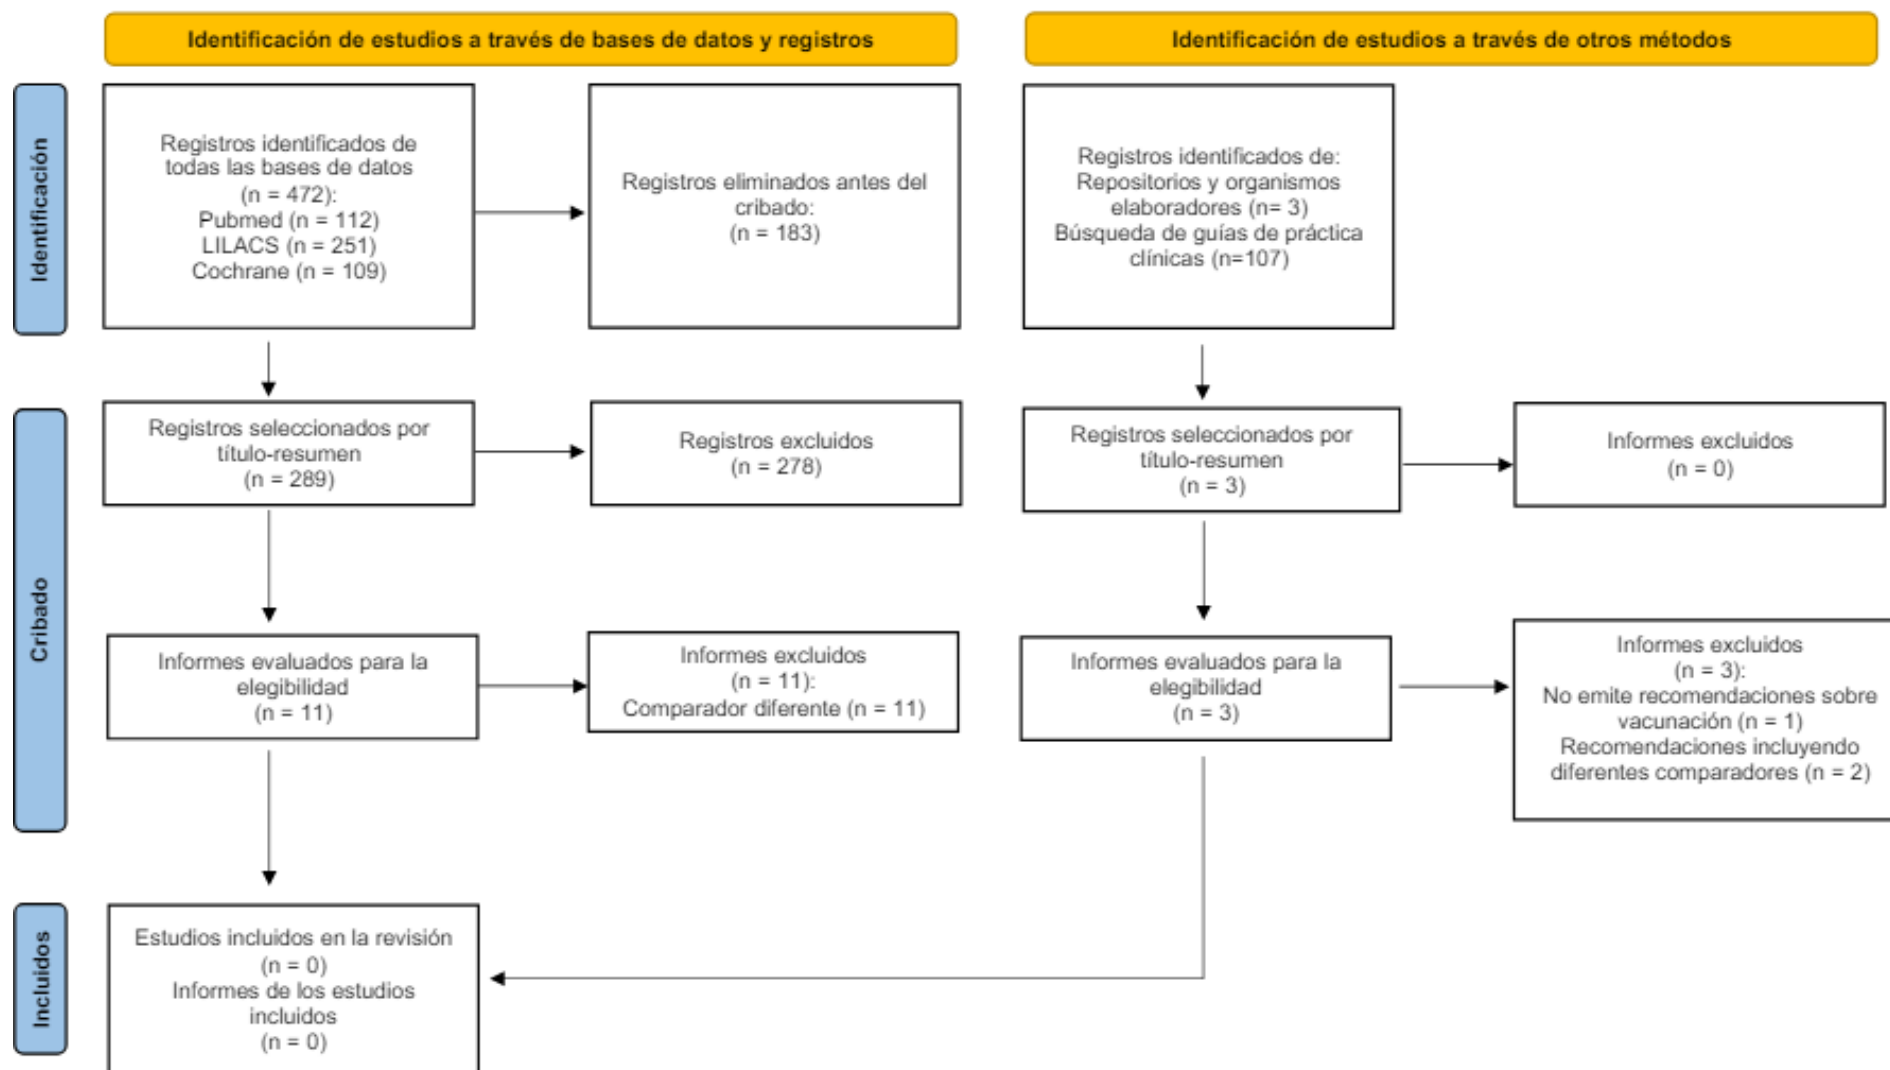 Identificación de estudios a través de bases de datos y registros
Identificación de estudios a través de otros métodos
Identificación
Registros identificados de
todas las bases de datos
(n = 472):
Pubmed (n = 112)
LILACS (n = 251)
Cochrane (n = 109)
Registros eliminados antes del
cribado:
(n = 183)
Registros identificados de:
Repositorios y organismos
elaboradores (n= 3)
Búsqueda de guías de práctica
clínicas (n=107)
Cribado
Registros seleccionados por
título-resumen
(n = 289)
Registros excluidos
(n = 278)
Registros seleccionados por
título-resumen
(n = 3)
Informes excluidos
(n = 0)
Informes evaluados para la
elegibilidad
(n = 11)
Informes excluidos
(n = 11):
Comparador diferente (n = 11)
Informes evaluados para la
elegibilidad
(n = 3)
Informes excluidos
(n = 3):
No emite recomendaciones sobre
vacunación (n = 1)
Recomendaciones incluyendo
diferentes comparadores (n = 2)
Incluidos
Estudios incluidos en la revisión
(n = 0)
Informes de los estudios
incluidos
(n = 0)